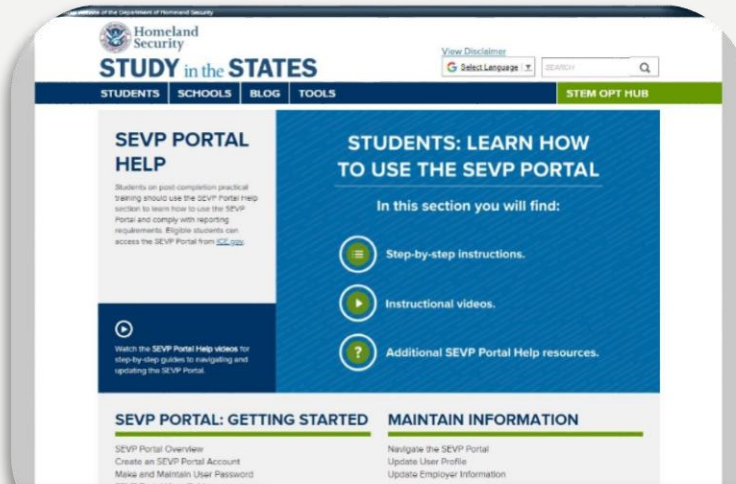 of the Department of Homeland Security
Homeland
Security
STUDY in the STATES
View Disclaimer
G Select Language ▼
SEARCH
STUDENTS
SCHOOLS
BLOG
TOOLS
STEM OPT HUB
SEVP PORTAL
HELP
Students on post completion practical
training should use the SEVP Portal Help
section to learn how to use the SEVP
Portal and comply with reporting
requirements. Eligible students can
access the SEVP Portal from ICE.gov.
Watch the SEVP Portal Help videos for
step-by-step guides to navigating and
updating the SEVP Portal.
STUDENTS: LEARN HOW
TO USE THE SEVP PORTAL
In this section you will find:
Step-by-step instructions.
Instructional videos.
? Additional SEVP Portal Help resources.
SEVP PORTAL: GETTING STARTED
SEVP Portal Overview
Create an SEVP Portal Account
Make and Maintain User Password
MAINTAIN INFORMATION
Navigate the SEVP Portal
Update User Profile
Update Employer Information